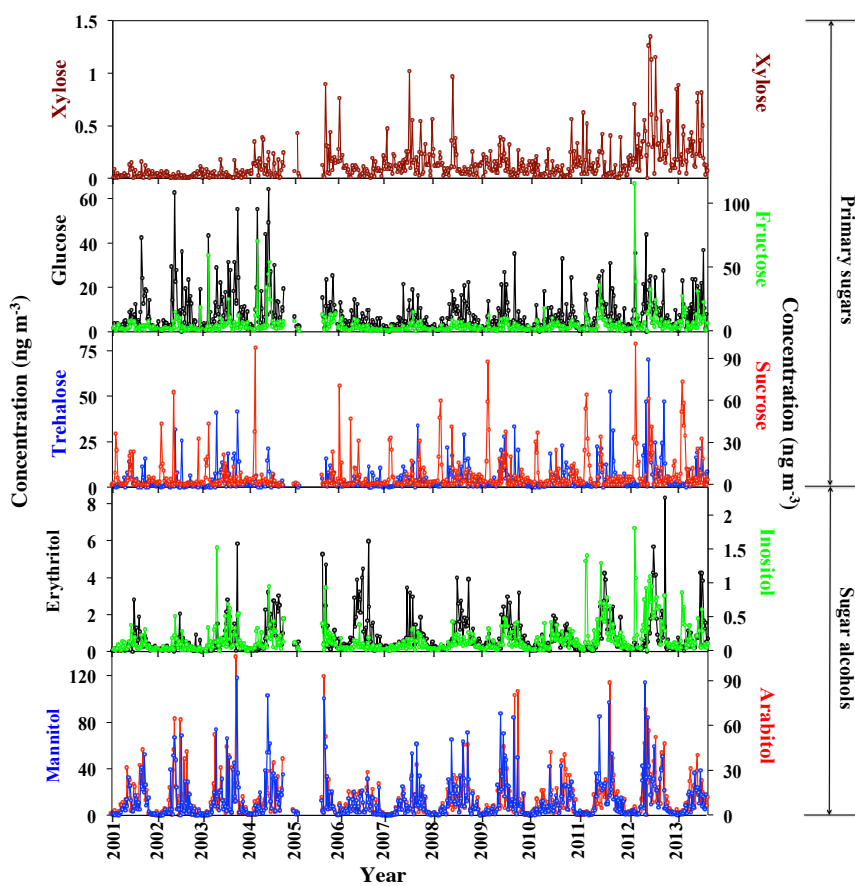 Xylose
1.5
1
0.5
0
Xylose
Glucose
60
40
20
0
Fructose
100
50
0
Trehalose
75
50
25
0
Sucrose
90
60
30
0
Erythritol
8
6
4
2
0
Inositol
2
1.5
1
0.5
0
Mannitol
120
80
40
0
Arabitol
90
60
30
0
Concentration (ng m-3)
Concentration (ng m-3)
Primary sugars
Sugar alcohols
2001 2002 2003 2004 2005 2006 2007 2008 2009 2010 2011 2012 2013
Year